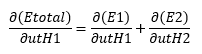 ∂(Etotal)/∂utH1 = ∂(E1)/∂utH1 + ∂(E2)/∂utH2